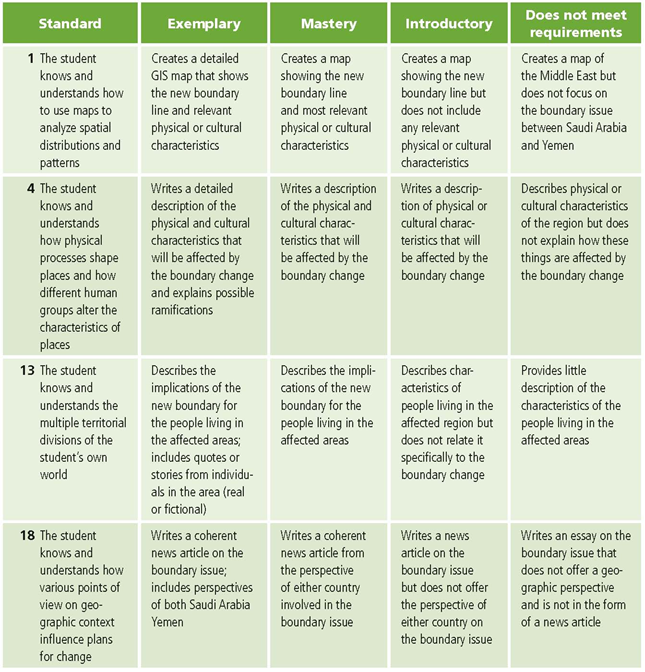 Standard
Exemplary
Mastery
Introductory
Does not meet
requirements
1 The student
knows and
understands how
to use maps to
analyze spatial
distributions and
patterns
Creates a detailed
GIS map that shows
the new boundary
line and relevant
physical or cultural
characteristics
Creates a map
showing the new
boundary line
and most relevant
physical or cultural
characteristics
Creates a map
showing the new
boundary line but
does not include
any relevant
physical or cultural
characteristics
Creates a map of
the Middle East but
does not focus on
the boundary issue
between Saudi Arabia
and Yemen
4 The student
knows and
understands
how physical
processes shape
places and how
different human
groups alter the
characteristics of
places
Writes a detailed
description of the
physical and cultural
characteristics that
will be affected by
the boundary change
and explains possible
ramifications
Writes a description
of the physical and
cultural charac-
teristics that will
be affected by the
boundary change
Writes a descrip-
tion of physical or
cultural charac-
teristics that will
be affected by the
boundary change
Describes physical or
cultural characteristics
of the region but does
not explain how these
things are affected by
the boundary change
13 The student
knows and
understands the
multiple territorial
divisions of the
student's own
world
Describes the
implications of the
new boundary for
the people living in
the affected areas;
includes quotes or
stories from individu-
als in the area (real
or fictional)
Describes the impli-
cations of the new
boundary for the
people living in the
affected areas
Describes char-
acteristics of
people living in the
affected region but
does not relate it
specifically to the
boundary change
Provides little
description of the
characteristics of the
people living in the
affected areas
18 The student
knows and
understands how
various points of
view on geo-
graphic context
influence plans
for change
Writes a coherent
news article on the
boundary issue;
includes perspectives
of both Saudi Arabia
Yemen
Writes a coherent
news article from the
perspective of either
country involved in the
boundary issue
Writes a news
article on the
boundary issue
but does not offer
the perspective of
either country on
the boundary issue
Writes an essay on the
boundary issue that
does not offer a geo-
graphic perspective
and is not in the form
of a news article